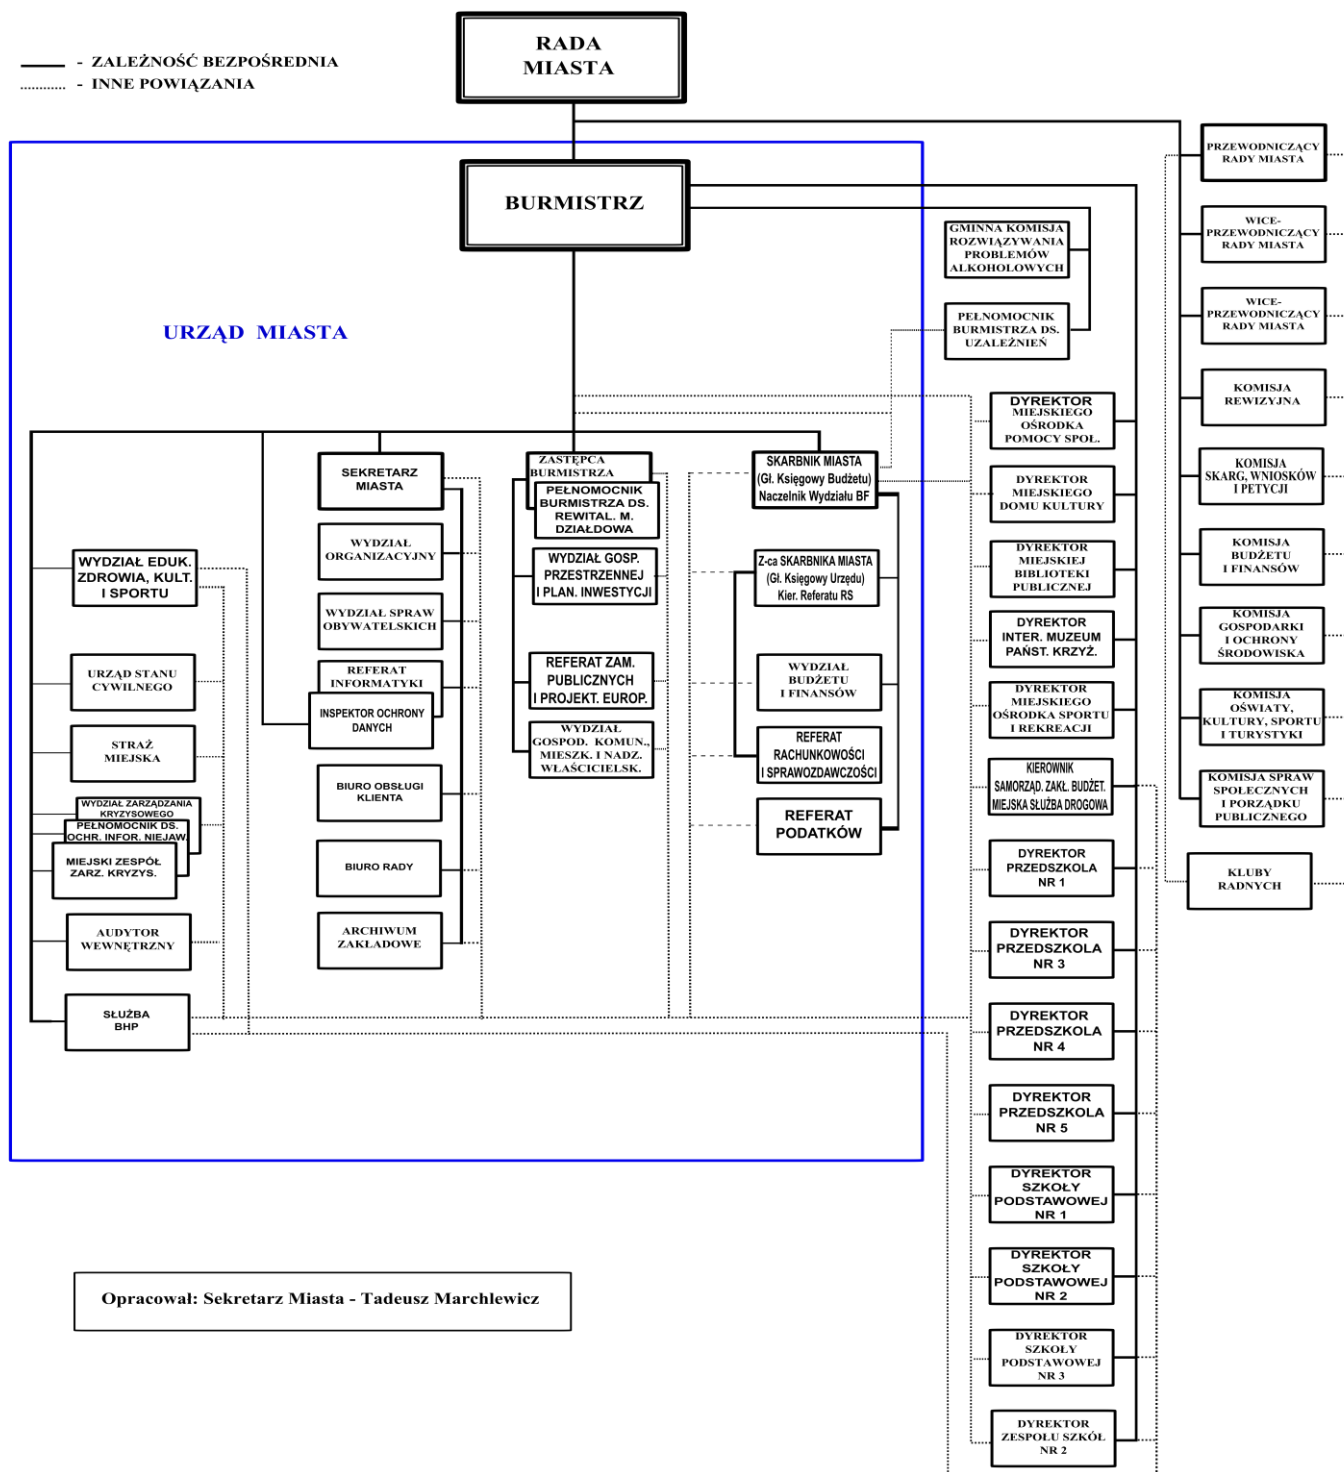 RADA
MIASTA
- ZALEŻNOŚĆ BEZPOŚREDNIA
- INNE POWIĄZANIA
BURMISTRZ
URZĄD MIASTA
GMINNA KOMISJA
ROZWIĄZYWANIA
PROBLEMÓW
ALKOHOLOWYCH
PEŁNOMOCNIK
BURMISTRZA DS.
UZALEŻNIEŃ
WYDZIAŁ EDUK.
ZDROWIA, KULT.
I SPORTU
URZĄD STANU
CYWILNEGO
STRAŻ
MIEJSKA
WYDZIAŁ ZARZĄDZANIA
KRYZYSOWEGO
PEŁNOMOCNIK DS.
OCHR. INFOR. NIEJAW.
MIEJSKI ZESPÓŁ
ZARZ. KRYZYS.
AUDYTOR
WEWNĘTRZNY
SŁUŻBA
BHP
SEKRETARZ
MIASTA
WYDZIAŁ
ORGANIZACYJNY
WYDZIAŁ SPRAW
OBYWATELSKICH
REFERAT
INFORMATYKI
INSPEKTOR OCHRONY
DANYCH
BIURO OBSŁUGI
KLIENTA
BIURO RADY
ARCHIWUM
ZAKŁADOWE
ZASTĘPCA
BURMISTRZA
PEŁNOMOCNIK
BURMISTRZA DS.
REWITAL. M.
DZIAŁDOWA
WYDZIAŁ GOSP.
PRZESTRZENNEJ
I PLAN. INWESTYCJI
REFERAT ZAM.
PUBLICZNYCH
I PROJEKT. EUROP.
WYDZIAŁ
GOSPOD. KOMUN.,
MIESZK. I NADZ.
WŁAŚCICIELSK.
SKARBNIK MIASTA
(Gł. Księgowy Budżetu)
Naczelnik Wydziału BF
Z-ca SKARBNIKA MIASTA
(Gł. Księgowy Urzędu)
Kier. Referatu RS
WYDZIAŁ
BUDŻETU
I FINANSÓW
REFERAT
RACHUNKOWOŚCI
I SPRAWOZDAWCZOŚCI
REFERAT
PODATKÓW
DYREKTOR
MIEJSKIEGO
OŚRODKA
POMOCY SPOŁ.
DYREKTOR
MIEJSKIEGO
DOMU KULTURY
DYREKTOR
MIEJSKIEJ
BIBLIOTEKI
PUBLICZNEJ
DYREKTOR
INTER. MUZEUM
PAŃST. KRZYŻ.
DYREKTOR
MIEJSKIEGO
OŚRODKA SPORTU
I REKREACJI
KIEROWNIK
SAMORZĄD. ZAKŁ. BUDŻET.
MIEJSKA SŁUŻBA DROGOWA
DYREKTOR
PRZEDSZKOLA
NR 1
DYREKTOR
PRZEDSZKOLA
NR 3
DYREKTOR
PRZEDSZKOLA
NR 4
DYREKTOR
PRZEDSZKOLA
NR 5
DYREKTOR
SZKOŁY
PODSTAWOWEJ
NR 1
DYREKTOR
SZKOŁY
PODSTAWOWEJ
NR 2
DYREKTOR
SZKOŁY
PODSTAWOWEJ
NR 3
DYREKTOR
ZESPOŁU SZKÓŁ
NR 2
PRZEWODNICZĄCY
RADY MIASTA
WICE-
PRZEWODNICZĄCY
RADY MIASTA
WICE-
PRZEWODNICZĄCY
RADY MIASTA
KOMISJA
REWIZYJNA
KOMISJA
SKARG, WNIOSKÓW
I PETYCJI
KOMISJA
BUDŻETU
I FINANSÓW
KOMISJA
GOSPODARKI
I OCHRONY
ŚRODOWISKA
KOMISJA
OŚWIATY,
KULTURY, SPORTU
I TURYSTYKI
KOMISJA SPRAW
SPOŁECZNYCH
I PORZĄDKU
PUBLICZNEGO
KLUBY
RADNYCH
Opracował: Sekretarz Miasta - Tadeusz Marchlewicz